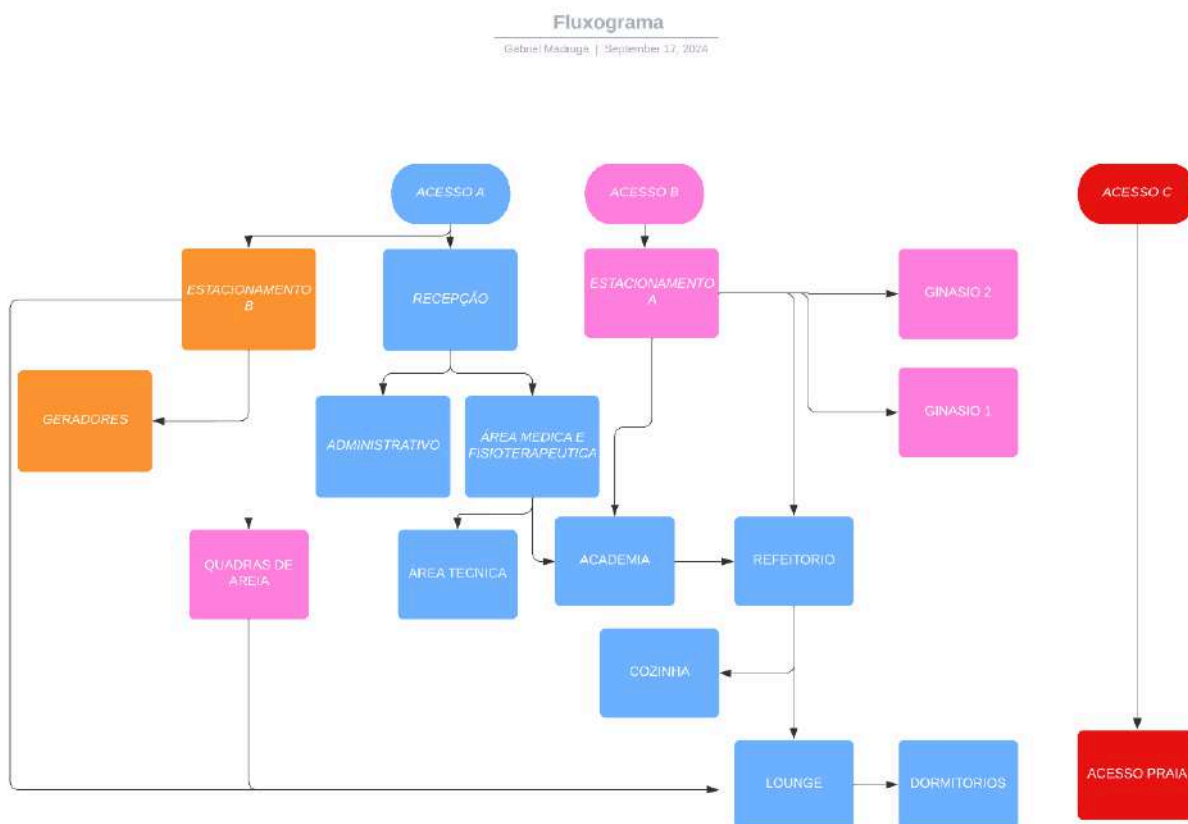 Fluxograma
Gabriel Madruga | September 17, 2024
ACESSO A
ACESSO B
ACESSO C
ESTACIONAMENTO
B
RECEPÇÃO
ESTACIONAMENTO
A
GINASIO 2
GERADORES
ADMINISTRATIVO
ÁREA MEDICA E
FISIOTERAPEUTICA
GINASIO 1
QUADRAS DE
AREIA
AREA TECNICA
ACADEMIA
REFEITORIO
COZINHA
LOUNGE
DORMITORIOS
ACESSO PRAIA